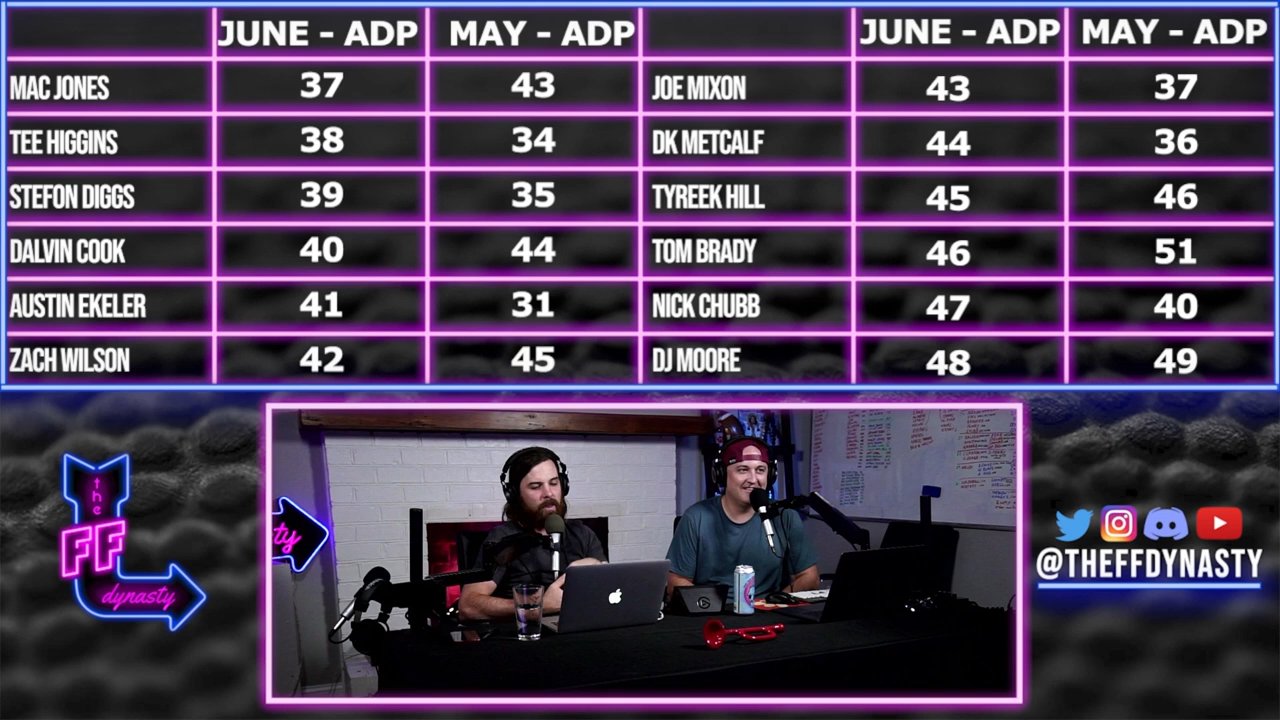 JUNE - ADP MAY - ADP JUNE - ADP MAY - ADP
MAC JONES 37 43 JOE MIXON 43 37
TEE HIGGINS 38 34 DK METCALF 44 36
STEFON DIGGS 39 35 TYREEK HILL 45 46
DALVIN COOK 40 44 TOM BRADY 46 51
AUSTIN EKELER 41 31 NICK CHUBB 47 40
ZACH WILSON 42 45 DJ MOORE 48 49
the
FF
dynasty
ty
@THEFFDYNASTY